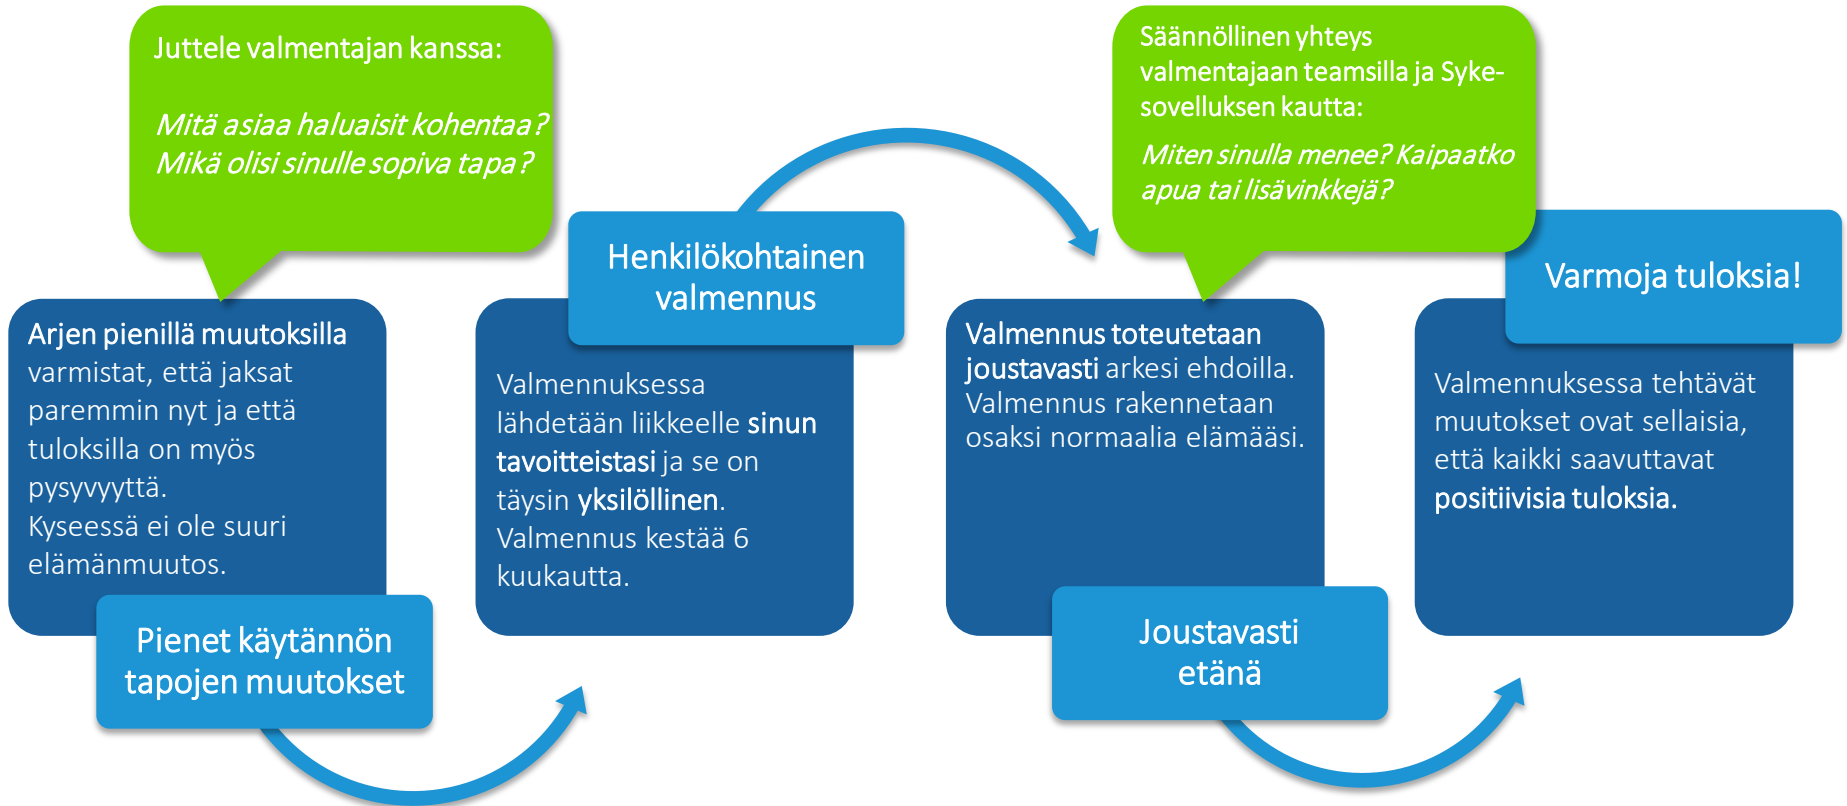 Juttele valmentajan kanssa:
Mitä asiaa haluaisit kohentaa?
Mikä olisi sinulle sopiva tapa?
Arjen pienillä muutoksilla
varmistat, että jaksat
paremmin nyt ja että
tuloksilla on myös
pysyvyyttä.
Kyseessä ei ole suuri
elämänmuutos.
Pienet käytännön
tapojen muutokset
Henkilökohtainen
valmennus
Valmennuksessa
lähdetään liikkeelle sinun
tavoitteistasi ja se on
täysin yksilöllinen.
Valmennus kestää 6
kuukautta.
Säännöllinen yhteys
valmentajaan teamsilla ja Syke-
sovelluksen kautta:
Miten sinulla menee? Kaipaatko
apua tai lisävinkkejä?
Valmennus toteutetaan
joustavasti arkesi ehdoilla.
Valmennus rakennetaan
osaksi normaalia elämääsi.
Joustavasti
etänä
Varmoja tuloksia!
Valmennuksessa tehtävät
muutokset ovat sellaisia,
että kaikki saavuttavat
positiivisia tuloksia.